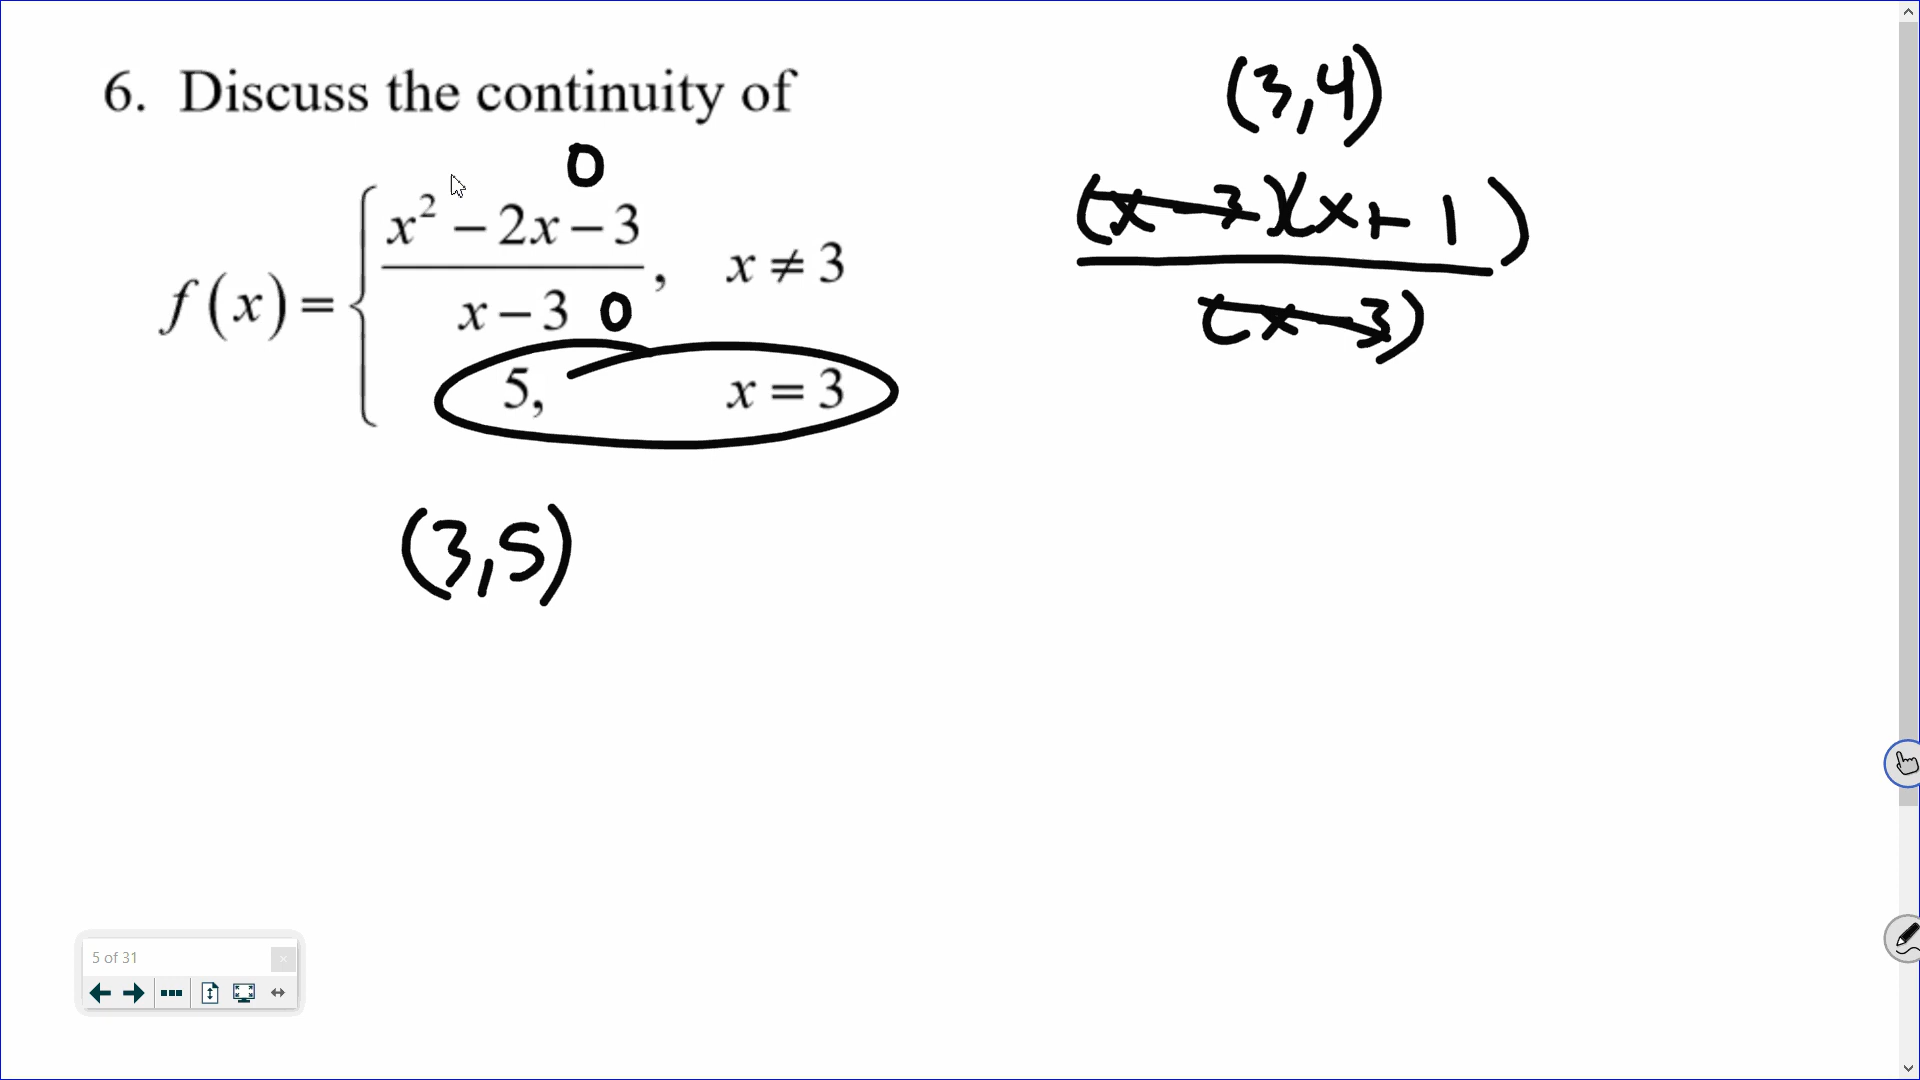 6. Discuss the continuity of
0
f(x) = { x² − 2x − 3 / x − 3, x ≠ 3
0
5, x = 3
(3,5)
(3,4)
(x − 3)(x + 1)
(x − 3)
5 of 31